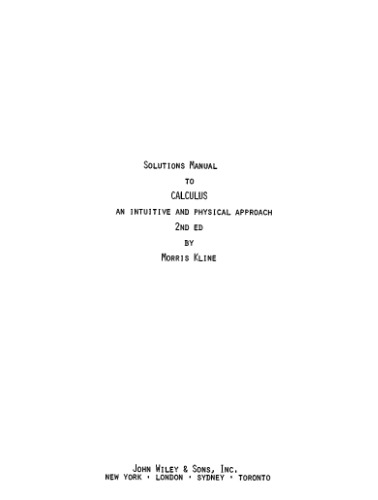 SOLUTIONS MANUAL
TO
CALCULUS
AN INTUITIVE AND PHYSICAL APPROACH
2ND ED
BY
MORRIS KLINE
JOHN WILEY & SONS, INC.
NEW YORK · LONDON · SYDNEY · TORONTO